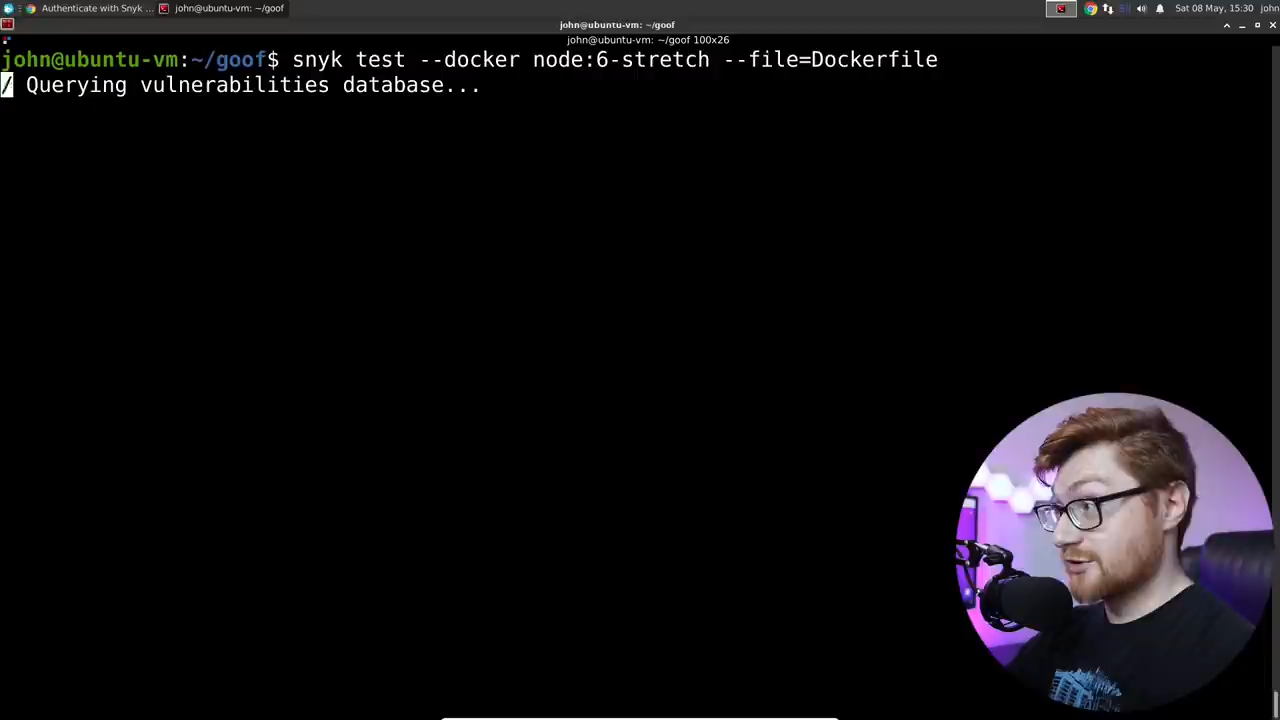 Authenticate with Snyk ...
john@ubuntu-vm: ~/goof
Sat 08 May, 15:30
john
john@ubuntu-vm: ~/goof
john@ubuntu-vm: ~/goof 100x26
john@ubuntu-vm:~/goof$ snyk test --docker node:6-stretch --file=Dockerfile
/ Querying vulnerabilities database...